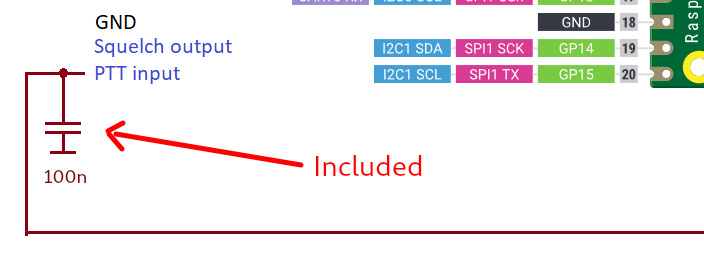 GND
Squelch output
PTT input
100n
Included
GND 18
I2C1 SDA SPI1 SCK GP14 19
I2C1 SCL SPI1 TX GP15 20
Rasp